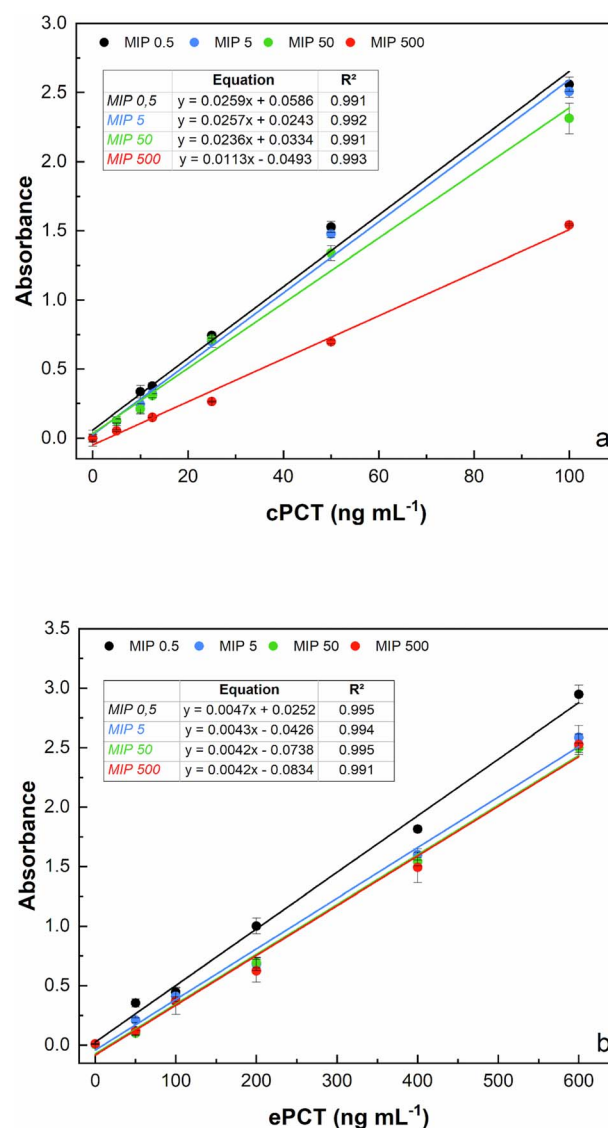 3.0
MIP 0.5 MIP 5 MIP 50 MIP 500
Equation R²
MIP 0,5 y = 0.0259x + 0.0586 0.991
MIP 5 y = 0.0257x + 0.0243 0.992
MIP 50 y = 0.0236x + 0.0334 0.991
MIP 500 y = 0.0113x - 0.0493 0.993
2.5
2.0
1.5
1.0
0.5
0.0
Absorbance
0 20 40 60 80 100
a
cPCT (ng mL⁻¹)
3.5
MIP 0.5 MIP 5 MIP 50 MIP 500
Equation R²
MIP 0,5 y = 0.0047x + 0.0252 0.995
MIP 5 y = 0.0043x - 0.0426 0.994
MIP 50 y = 0.0042x - 0.0738 0.995
MIP 500 y = 0.0042x - 0.0834 0.991
3.0
2.5
2.0
1.5
1.0
0.5
0.0
Absorbance
0 100 200 300 400 500 600
b
ePCT (ng mL⁻¹)